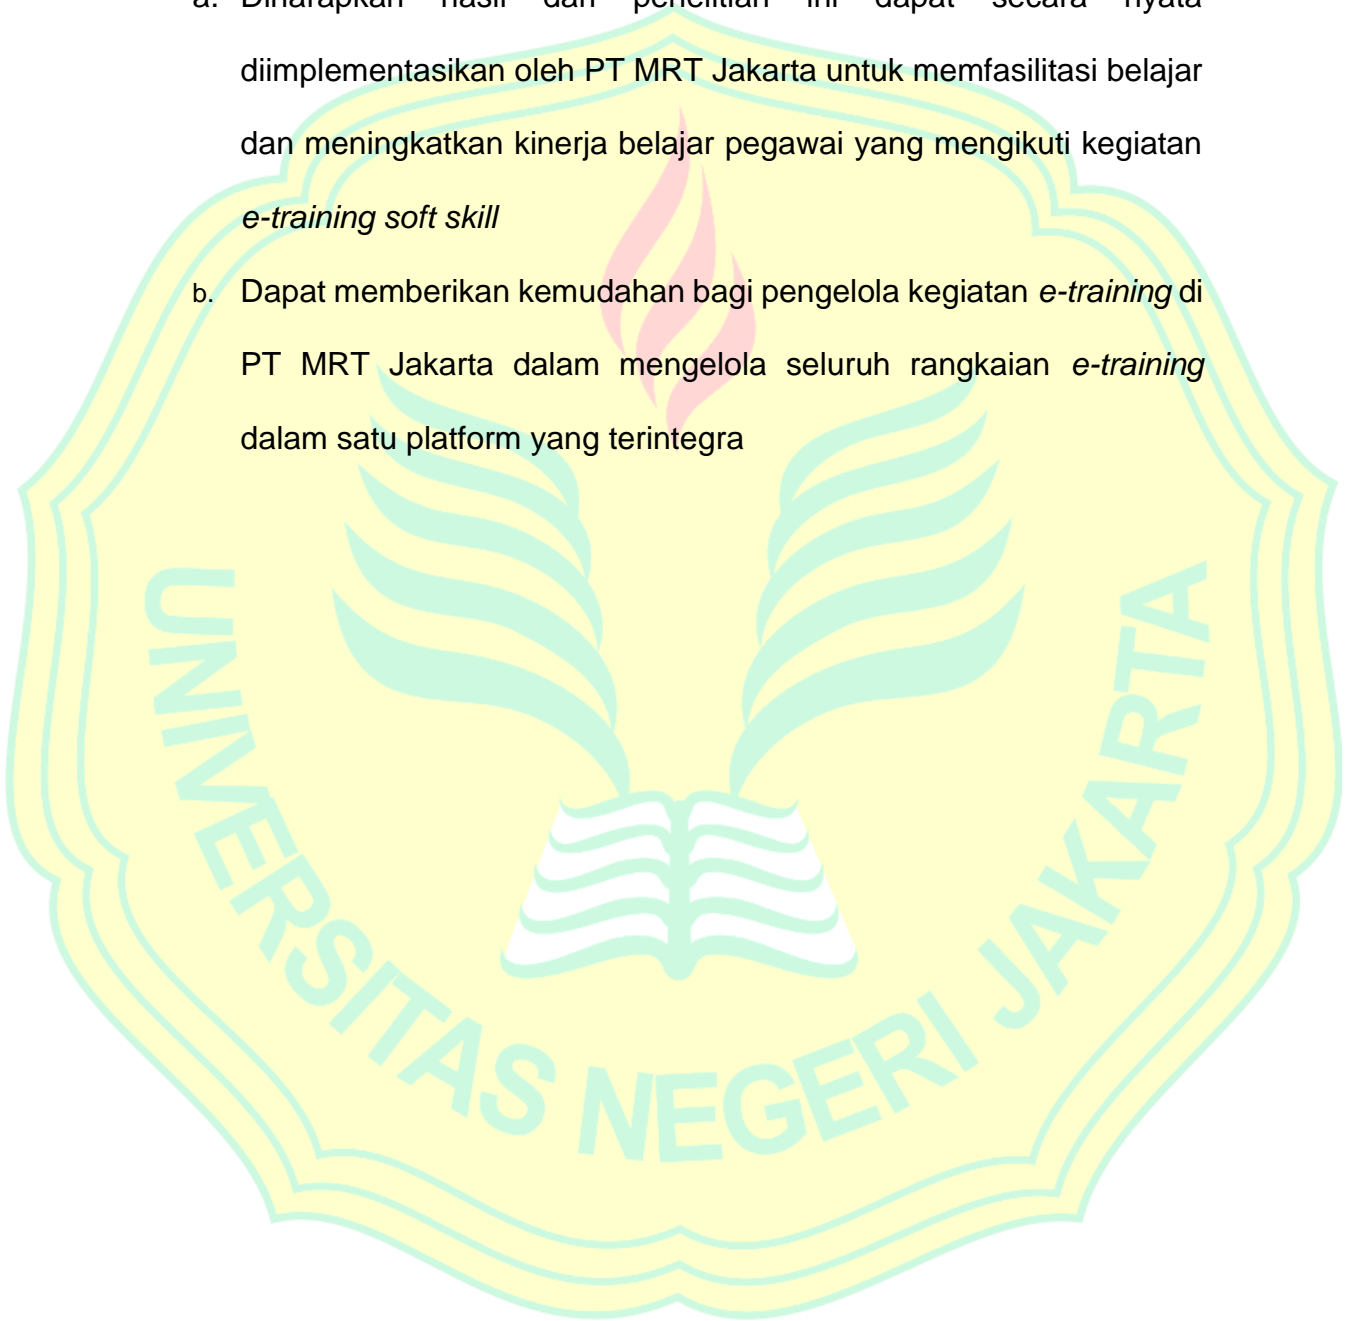 a. Diharapkan hasil dari penelitian ini dapat secara nyata
diimplementasikan oleh PT MRT Jakarta untuk memfasilitasi belajar
dan meningkatkan kinerja belajar pegawai yang mengikuti kegiatan
e-training soft skill
b. Dapat memberikan kemudahan bagi pengelola kegiatan e-training di
PT MRT Jakarta dalam mengelola seluruh rangkaian e-training
dalam satu platform yang terintegra
UNIVERSITAS NEGERI JAKARTA